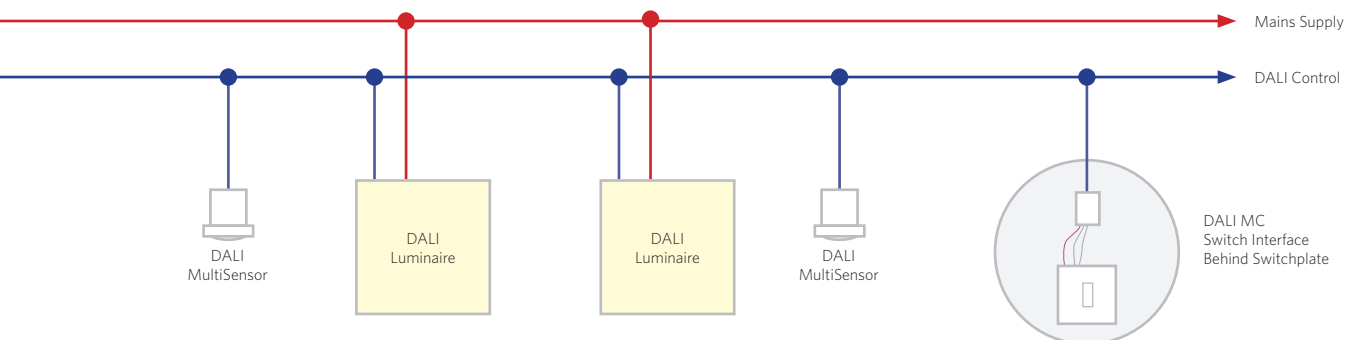 Mains Supply
DALI Control
DALI
MultiSensor
DALI
Luminaire
DALI
Luminaire
DALI
MultiSensor
DALI MC
Switch Interface
Behind Switchplate